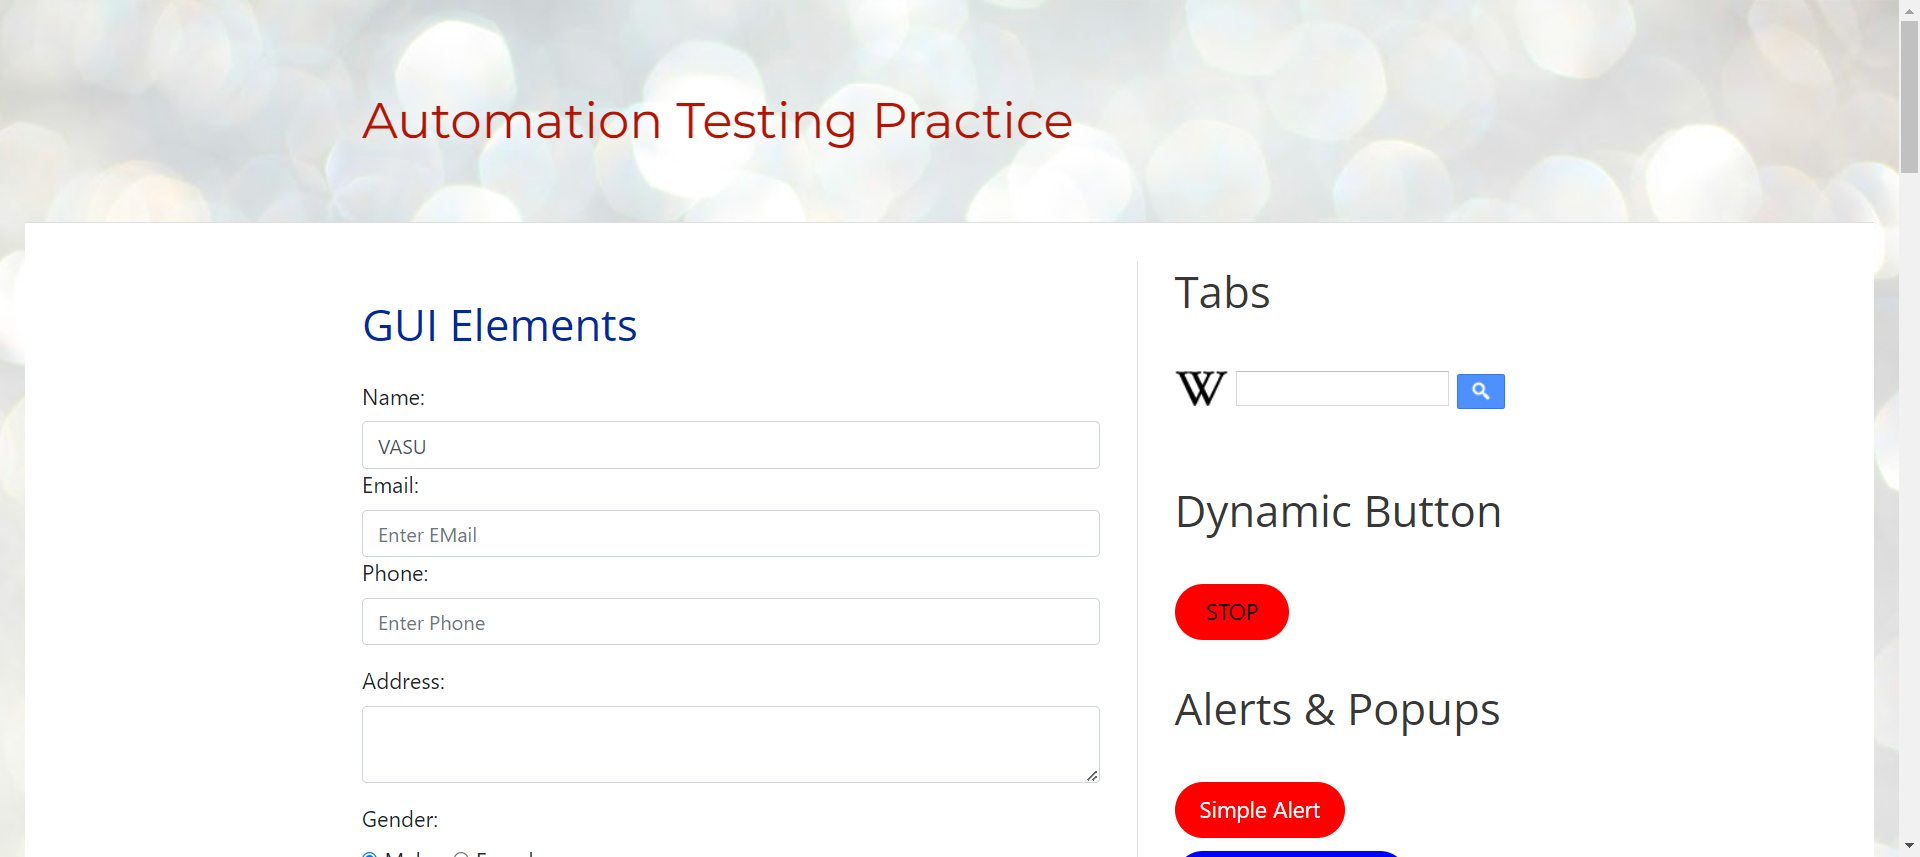 Automation Testing Practice
GUI Elements
Name:
VASU
Email:
Enter EMail
Phone:
Enter Phone
Address:
Gender:
Tabs
W
Dynamic Button
STOP
Alerts & Popups
Simple Alert